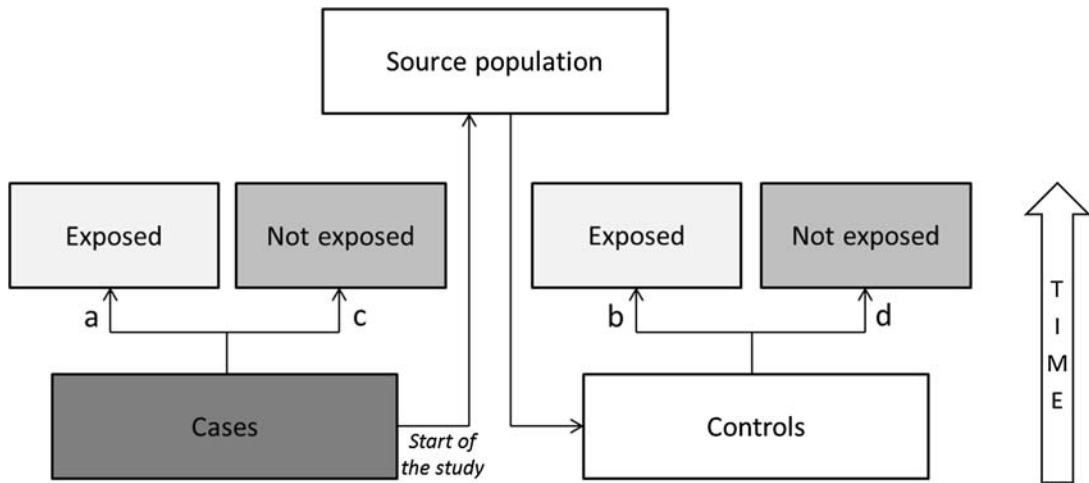 Source population
Exposed
Not exposed
Exposed
Not exposed
a
c
b
d
Cases
Start of
the study
Controls
T
I
M
E